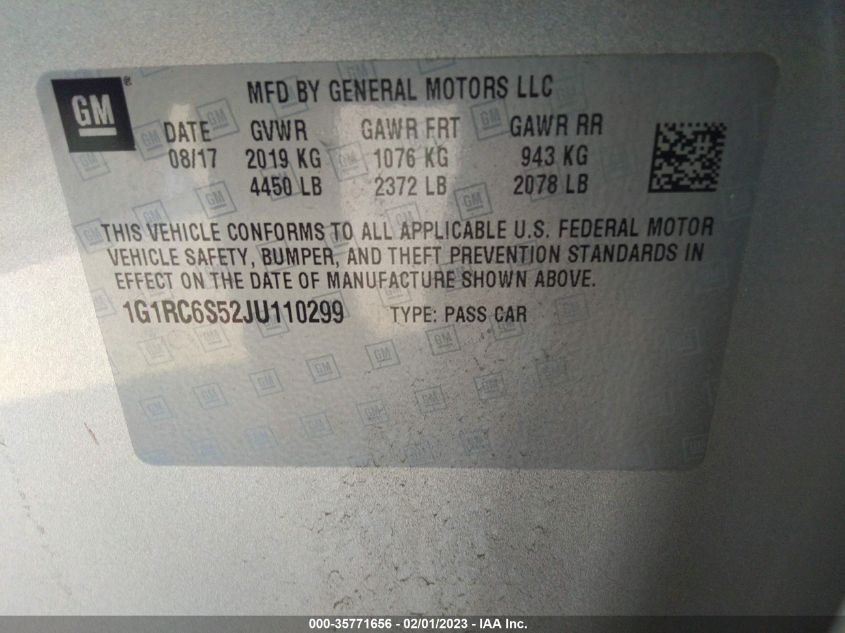 GM ® MFD BY GENERAL MOTORS LLC
DATE GVWR GAWR FRT GAWR RR
08/17 2019 KG 1076 KG 943 KG
4450 LB 2372 LB 2078 LB
THIS VEHICLE CONFORMS TO ALL APPLICABLE U.S. FEDERAL MOTOR
VEHICLE SAFETY, BUMPER, AND THEFT PREVENTION STANDARDS IN
EFFECT ON THE DATE OF MANUFACTURE SHOWN ABOVE.
1G1RC6S52JU110299 TYPE: PASS CAR
000-35771656 - 02/01/2023 - IAA Inc.